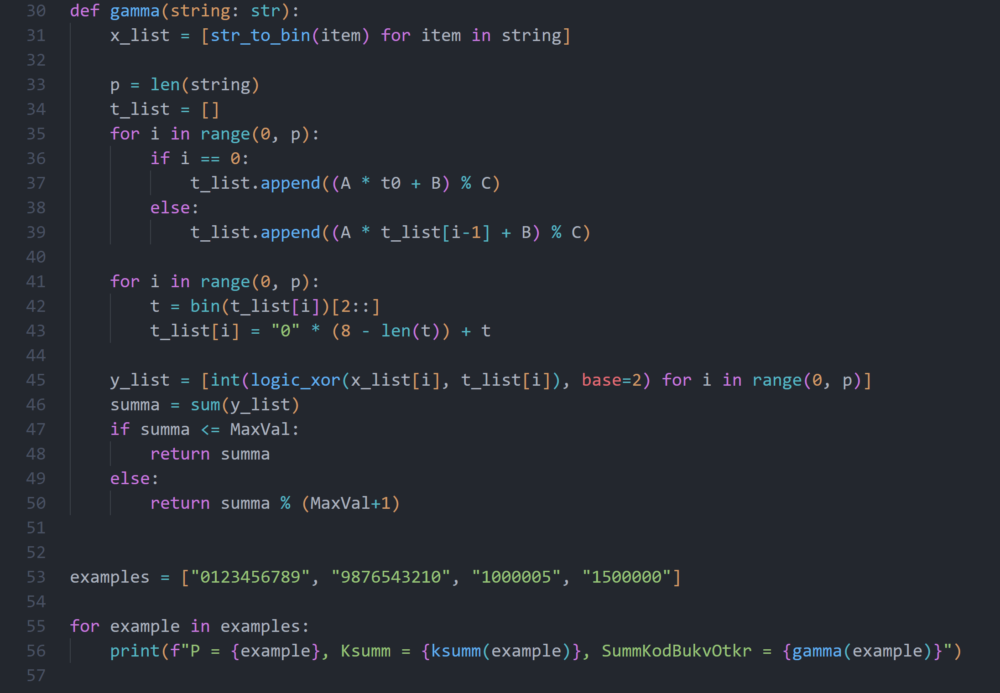 30 def gamma(string: str):
31     x_list = [str_to_bin(item) for item in string]
32
33     p = len(string)
34     t_list = []
35     for i in range(0, p):
36         if i == 0:
37             t_list.append((A * t0 + B) % C)
38         else:
39             t_list.append((A * t_list[i-1] + B) % C)
40
41     for i in range(0, p):
42         t = bin(t_list[i])[2::]
43         t_list[i] = "0" * (8 - len(t)) + t
44
45     y_list = [int(logic_xor(x_list[i], t_list[i]), base=2) for i in range(0, p)]
46     summa = sum(y_list)
47     if summa <= MaxVal:
48         return summa
49     else:
50         return summa % (MaxVal+1)
51
52
53 examples = ["0123456789", "9876543210", "1000005", "1500000"]
54
55 for example in examples:
56     print(f"P = {example}, Ksumm = {ksumm(example)}, SummKodBukvOtkr = {gamma(example)}")
57